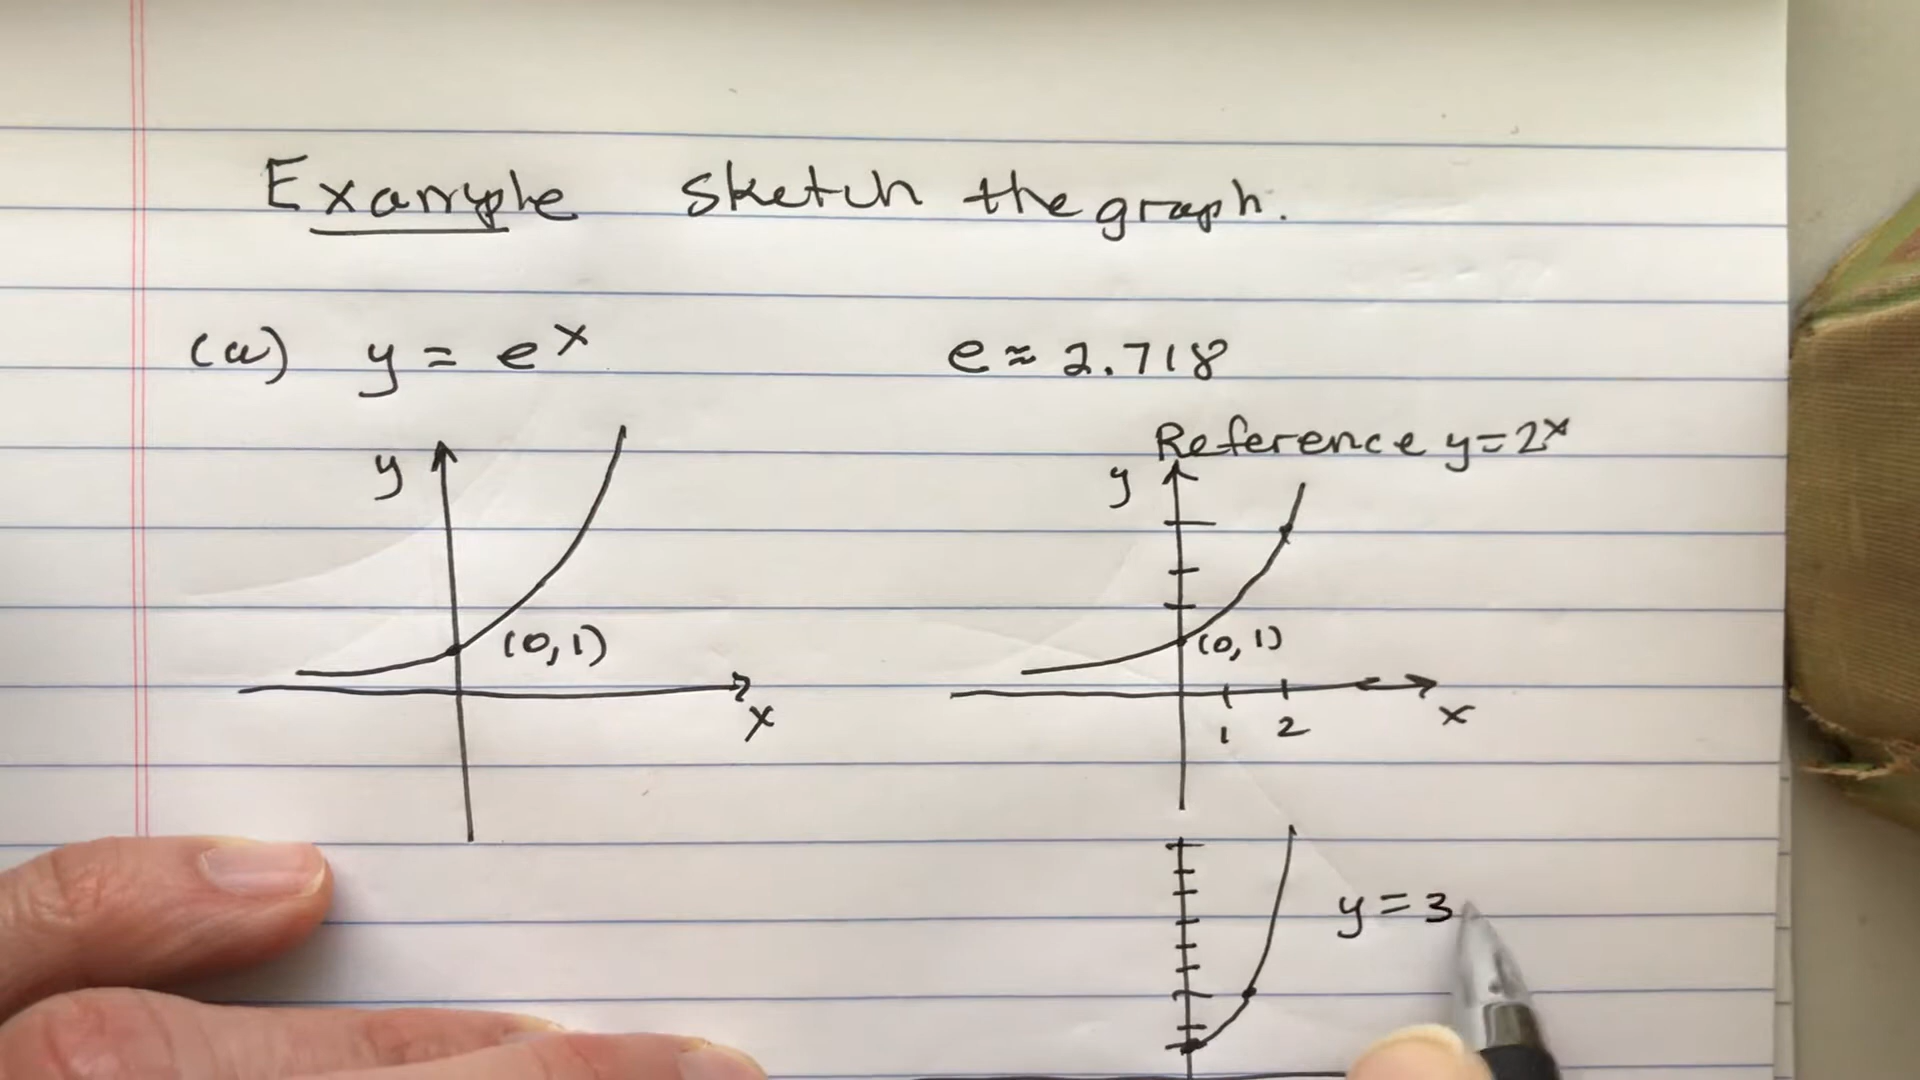 Example sketch the graph.
(a) y = e^x e ≈ 2.718
Reference y=2^x
y
(0,1)
x
y
(0,1)
1 2
x
y = 3